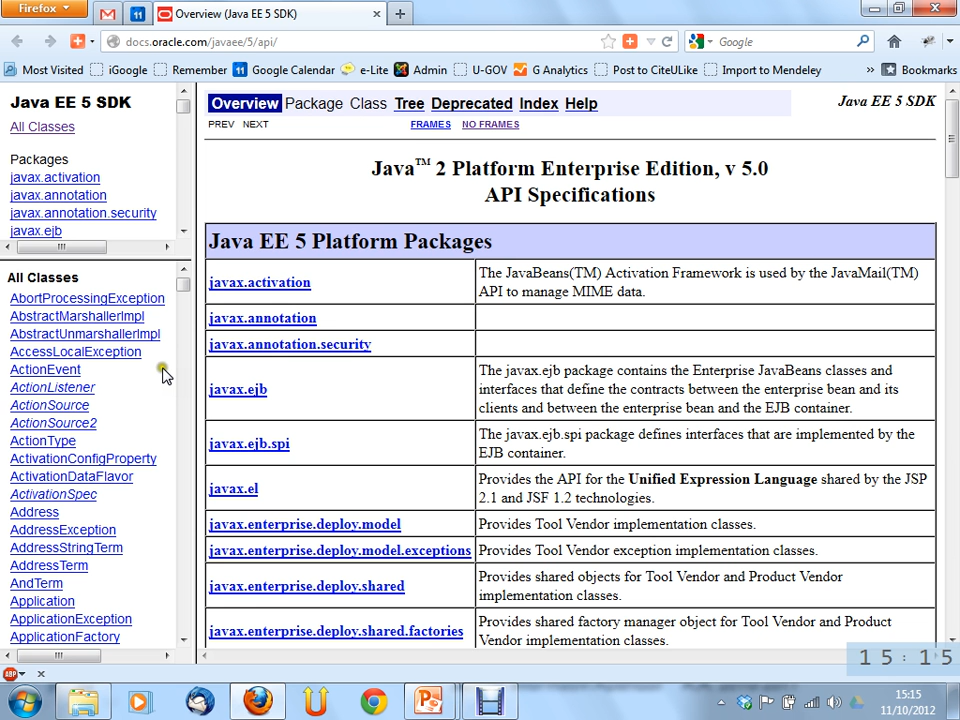 Firefox
11
Overview (Java EE 5 SDK)
docs.oracle.com/javaee/5/api/
Google
Most Visited
iGoogle
Remember
11
Google Calendar
e-Lite
Admin
U-GOV
G Analytics
Post to CiteULike
Import to Mendeley
»
Bookmarks
Java EE 5 SDK
All Classes
Packages
javax.activation
javax.annotation
javax.annotation.security
javax.ejb
All Classes
AbortProcessingException
AbstractMarshallerImpl
AbstractUnmarshallerImpl
AccessLocalException
ActionEvent
ActionListener
ActionSource
ActionSource2
ActionType
ActivationConfigProperty
ActivationDataFlavor
ActivationSpec
Address
AddressException
AddressStringTerm
AddressTerm
AndTerm
Application
ApplicationException
ApplicationFactory
Overview Package Class Tree Deprecated Index Help
Java EE 5 SDK
PREV NEXT
FRAMES NO FRAMES
Java™ 2 Platform Enterprise Edition, v 5.0
API Specifications
Java EE 5 Platform Packages
javax.activation
The JavaBeans(TM) Activation Framework is used by the JavaMail(TM)
API to manage MIME data.
javax.annotation
javax.annotation.security
javax.ejb
The javax.ejb package contains the Enterprise JavaBeans classes and
interfaces that define the contracts between the enterprise bean and its
clients and between the enterprise bean and the EJB container.
javax.ejb.spi
The javax.ejb.spi package defines interfaces that are implemented by the
EJB container.
javax.el
Provides the API for the Unified Expression Language shared by the JSP
2.1 and JSF 1.2 technologies.
javax.enterprise.deploy.model
Provides Tool Vendor implementation classes.
javax.enterprise.deploy.model.exceptions
Provides Tool Vendor exception implementation classes.
javax.enterprise.deploy.shared
Provides shared objects for Tool Vendor and Product Vendor
implementation classes.
javax.enterprise.deploy.shared.factories
Provides shared factory manager object for Tool Vendor and Product
Vendor implementation classes.
15:15
ABP
15:15
11/10/2012